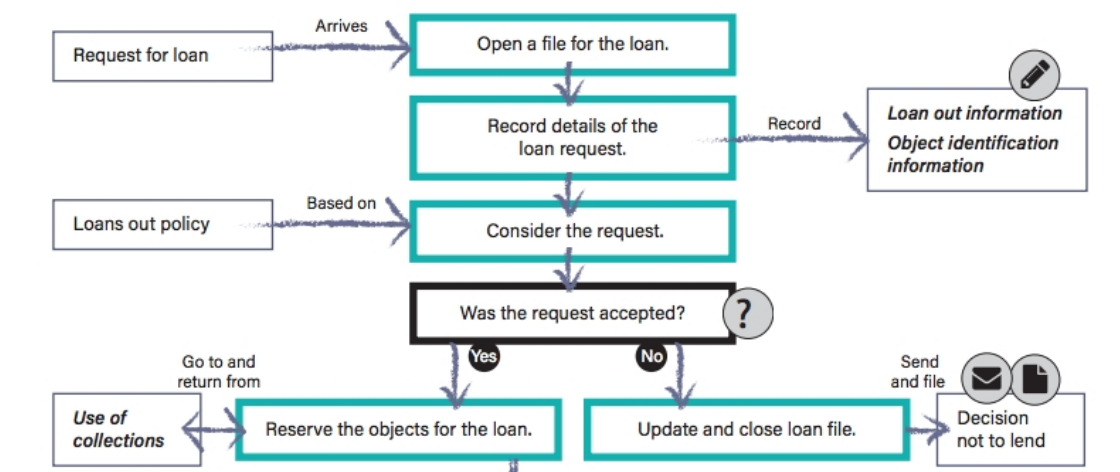 Request for loan
Arrives
Open a file for the loan.
Record details of the
loan request.
Record
Loan out information
Object identification
information
Loans out policy
Based on
Consider the request.
Was the request accepted?
?
Yes
No
Go to and
return from
Use of
collections
Reserve the objects for the loan.
Update and close loan file.
Send
and file
Decision
not to lend